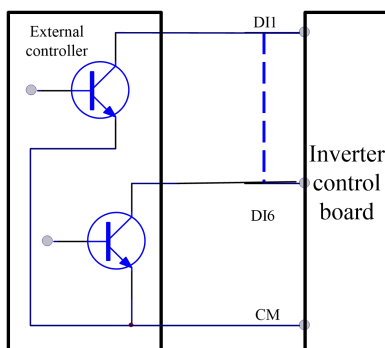 External
controller
DI1
Inverter
control
board
DI6
CM